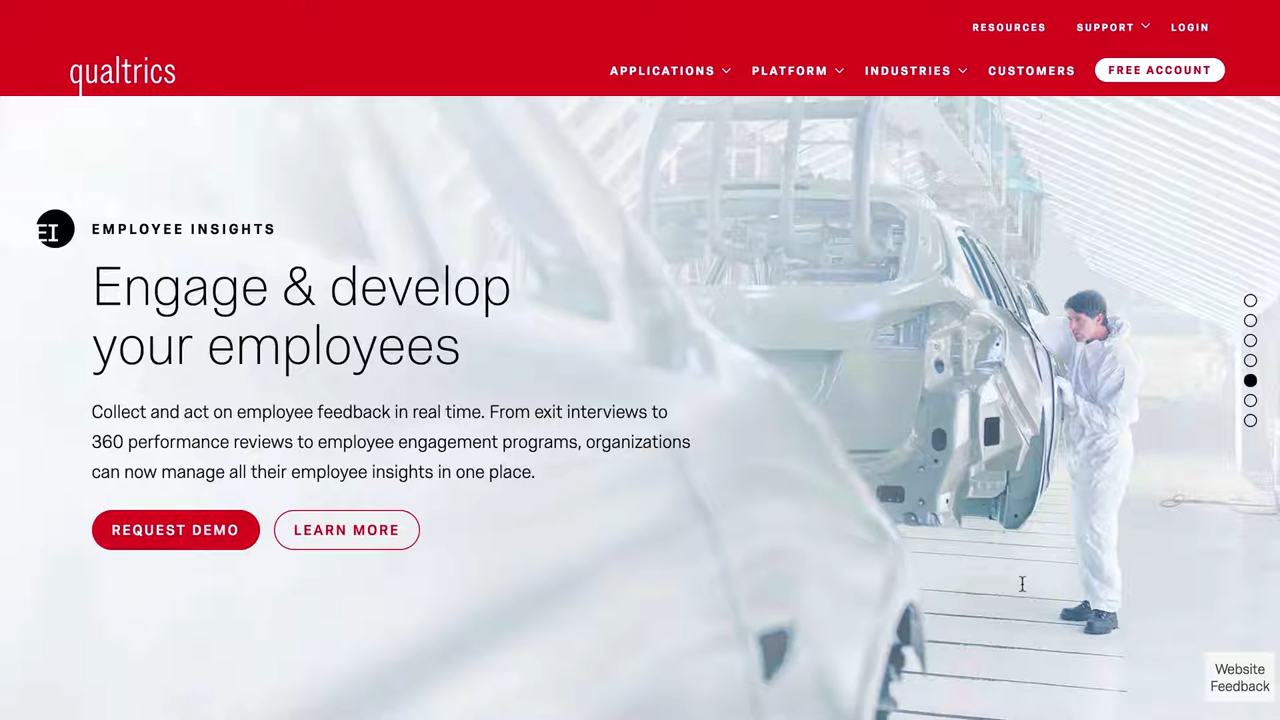 RESOURCES SUPPORT LOGIN
qualtrics
APPLICATIONS PLATFORM INDUSTRIES CUSTOMERS FREE ACCOUNT
EI EMPLOYEE INSIGHTS
Engage & develop
your employees
Collect and act on employee feedback in real time. From exit interviews to
360 performance reviews to employee engagement programs, organizations
can now manage all their employee insights in one place.
REQUEST DEMO LEARN MORE
Website
Feedback